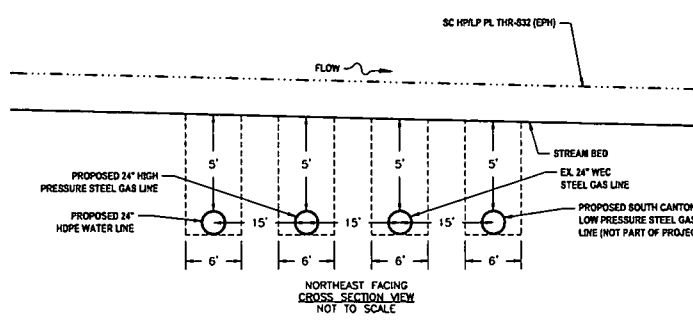 SC HP/LP PL THR-S32 (EPH)
FLOW
5'
5'
5'
5'
STREAM BED
PROPOSED 24" HIGH
PRESSURE STEEL GAS LINE
EX. 24" WEC
STEEL GAS LINE
PROPOSED 24"
HDPE WATER LINE
15'
15'
15'
PROPOSED SOUTH CANTON
LOW PRESSURE STEEL GAS
LINE (NOT PART OF PROJEC
6'
6'
6'
6'
NORTHEAST FACING
CROSS SECTION VIEW
NOT TO SCALE